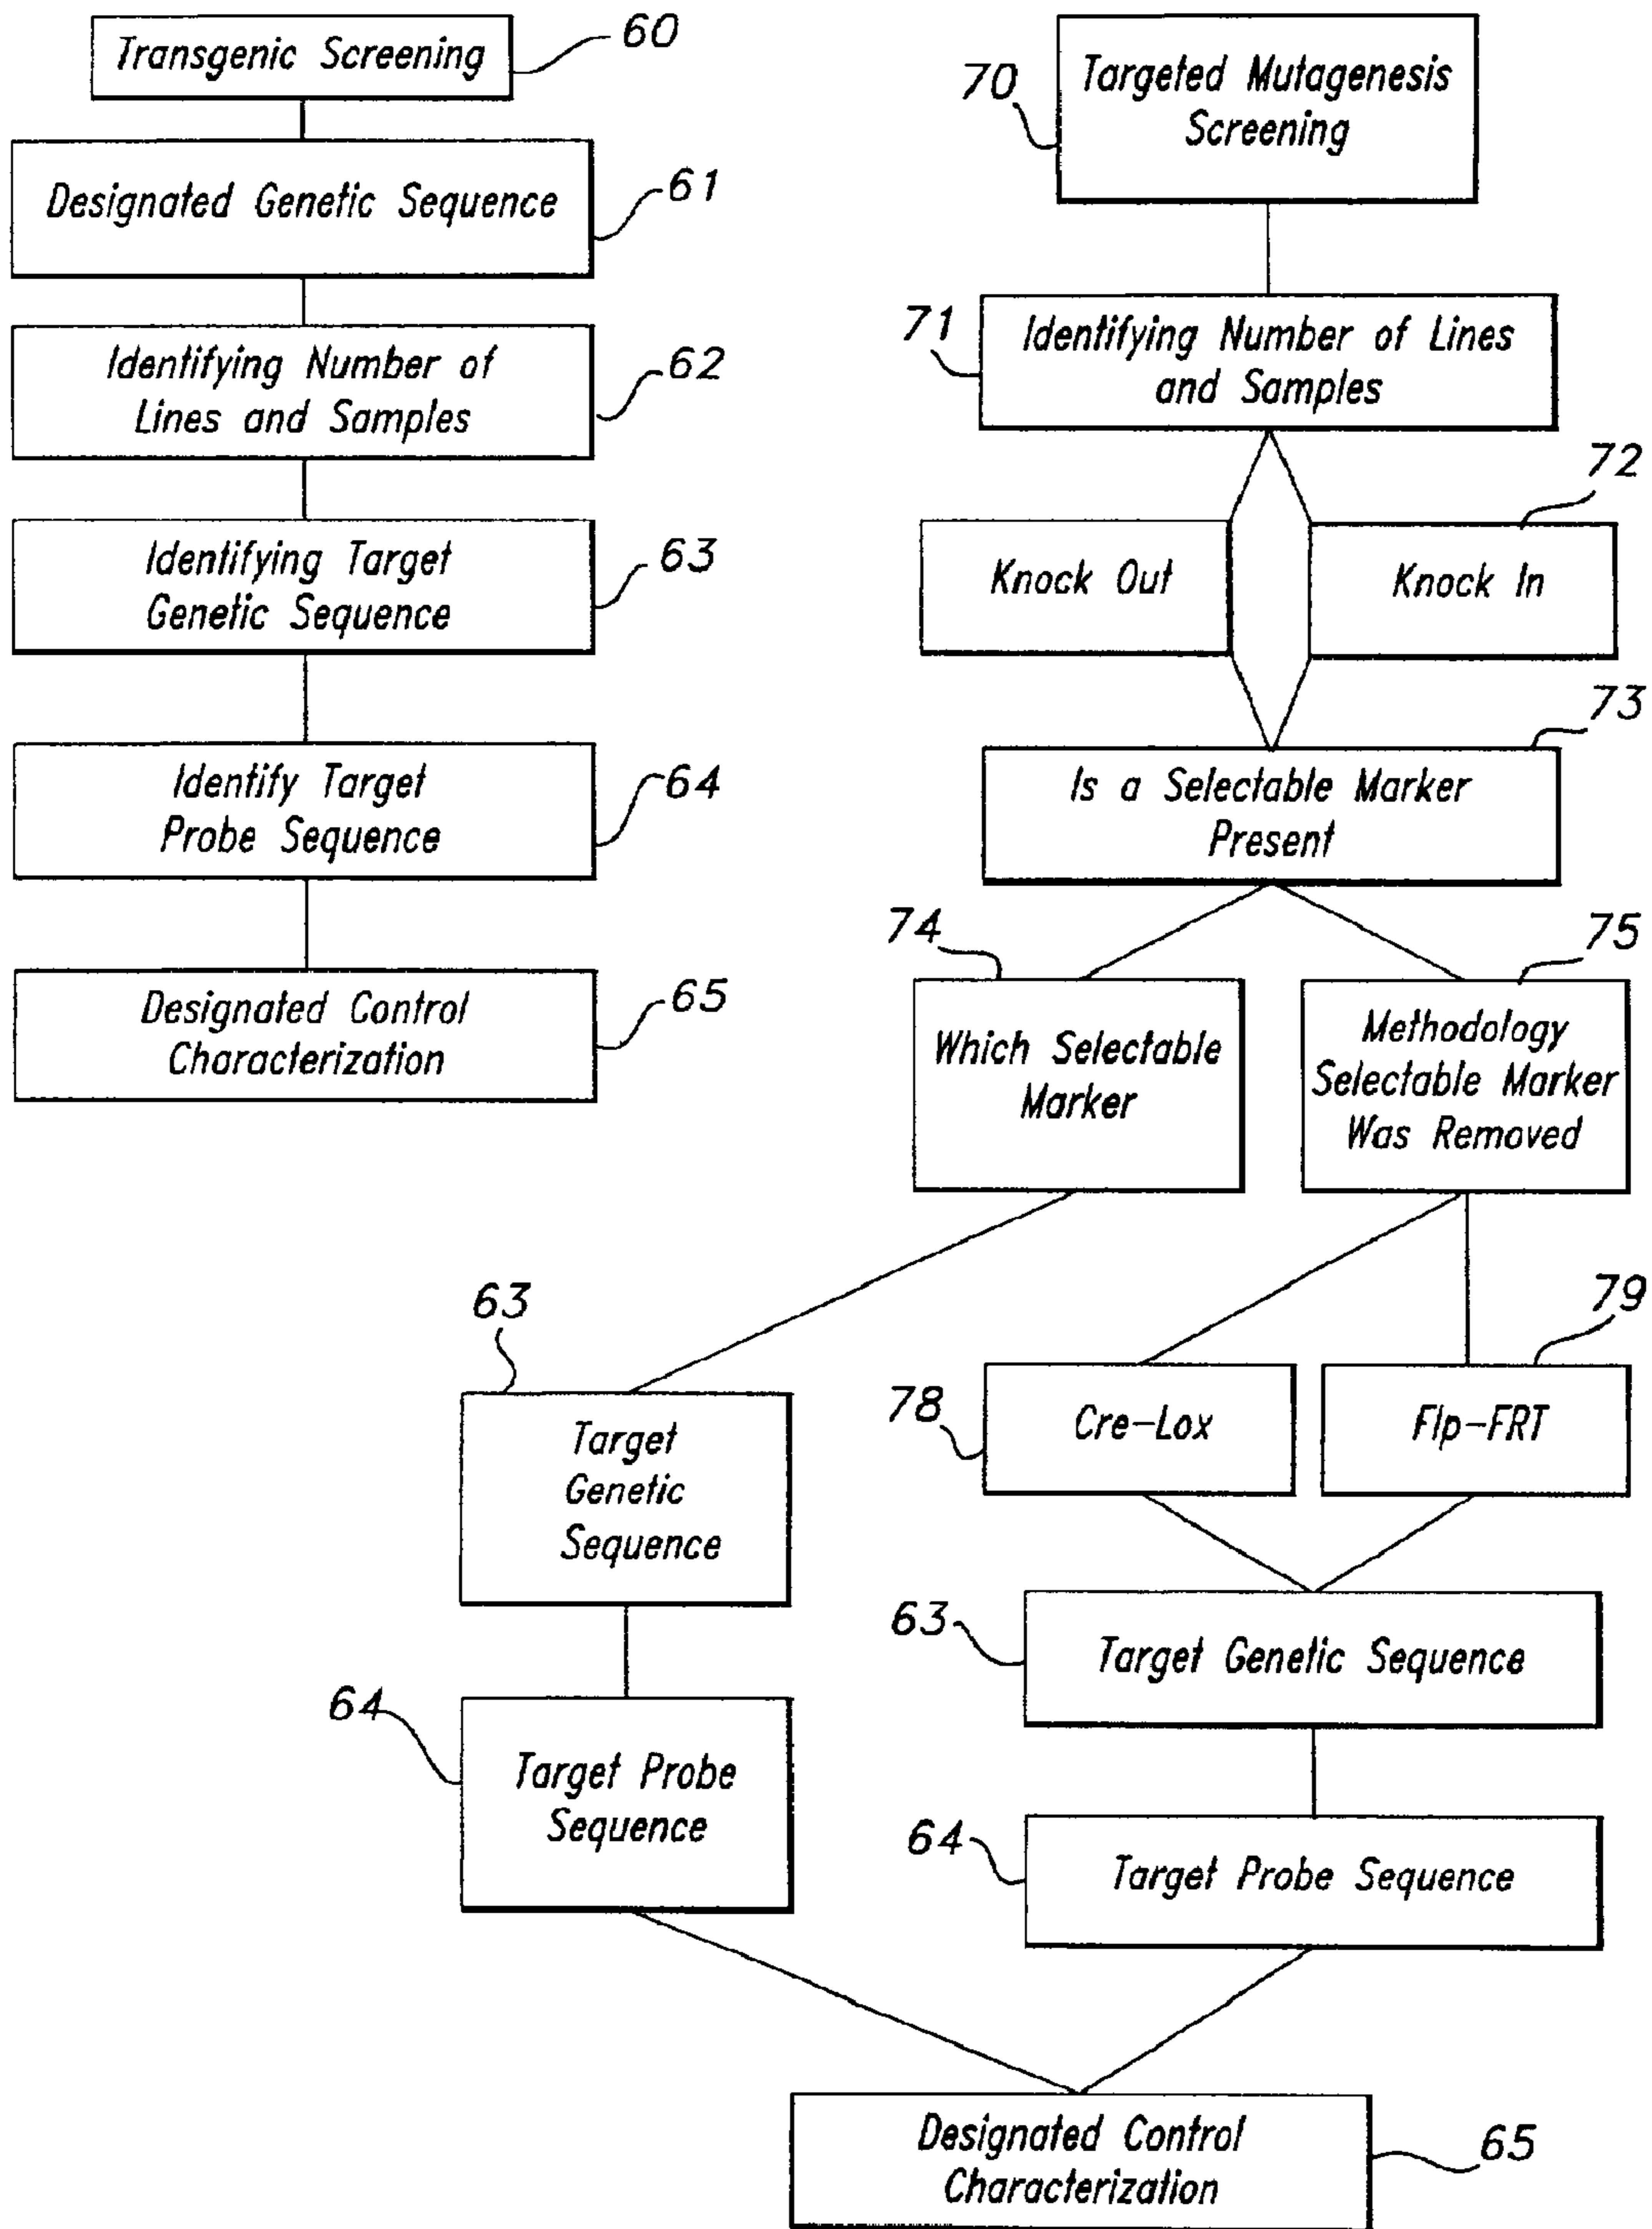 Transgenic Screening
60
Designated Genetic Sequence
61
Identifying Number of
Lines and Samples
62
Identifying Target
Genetic Sequence
63
Identify Target
Probe Sequence
64
Designated Control
Characterization
65
70
Targeted Mutagenesis
Screening
71
Identifying Number of Lines
and Samples
72
Knock Out
Knock In
73
Is a Selectable Marker
Present
74
Which Selectable
Marker
75
Methodology
Selectable Marker
Was Removed
63
Target
Genetic
Sequence
64
Target Probe
Sequence
78
Cre-Lox
79
Flp-FRT
63
Target Genetic Sequence
64
Target Probe Sequence
Designated Control
Characterization
65